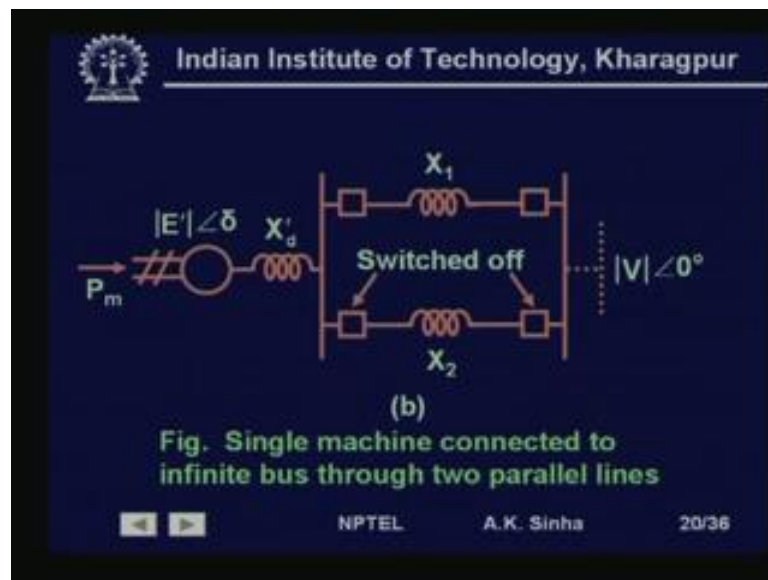 Indian Institute of Technology, Kharagpur
X₁
|E'|∠δ
X'd
Switched off
|V|∠0°
Pm
X₂
(b)
Fig. Single machine connected to
infinite bus through two parallel lines
NPTEL A.K. Sinha 20/36